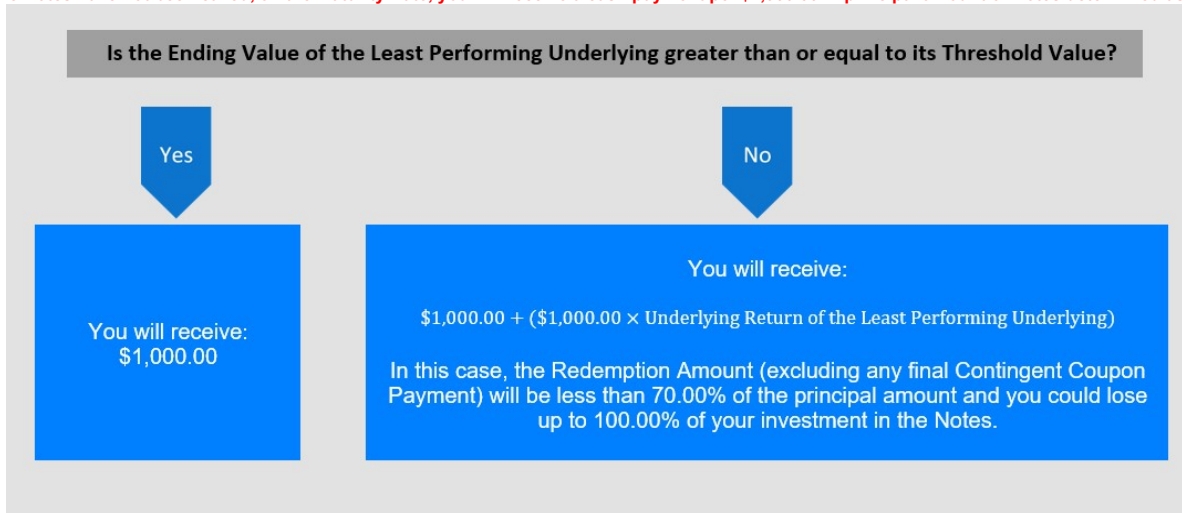 Is the Ending Value of the Least Performing Underlying greater than or equal to its Threshold Value?
Yes
No
You will receive:
$1,000.00
You will receive:
$1,000.00 + ($1,000.00 × Underlying Return of the Least Performing Underlying)
In this case, the Redemption Amount (excluding any final Contingent Coupon
Payment) will be less than 70.00% of the principal amount and you could lose
up to 100.00% of your investment in the Notes.